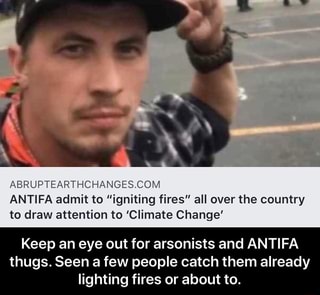 ABRUPTEARTHCHANGES.COM
ANTIFA admit to “igniting fires” all over the country
to draw attention to ‘Climate Change’
Keep an eye out for arsonists and ANTIFA
thugs. Seen a few people catch them already
lighting fires or about to.